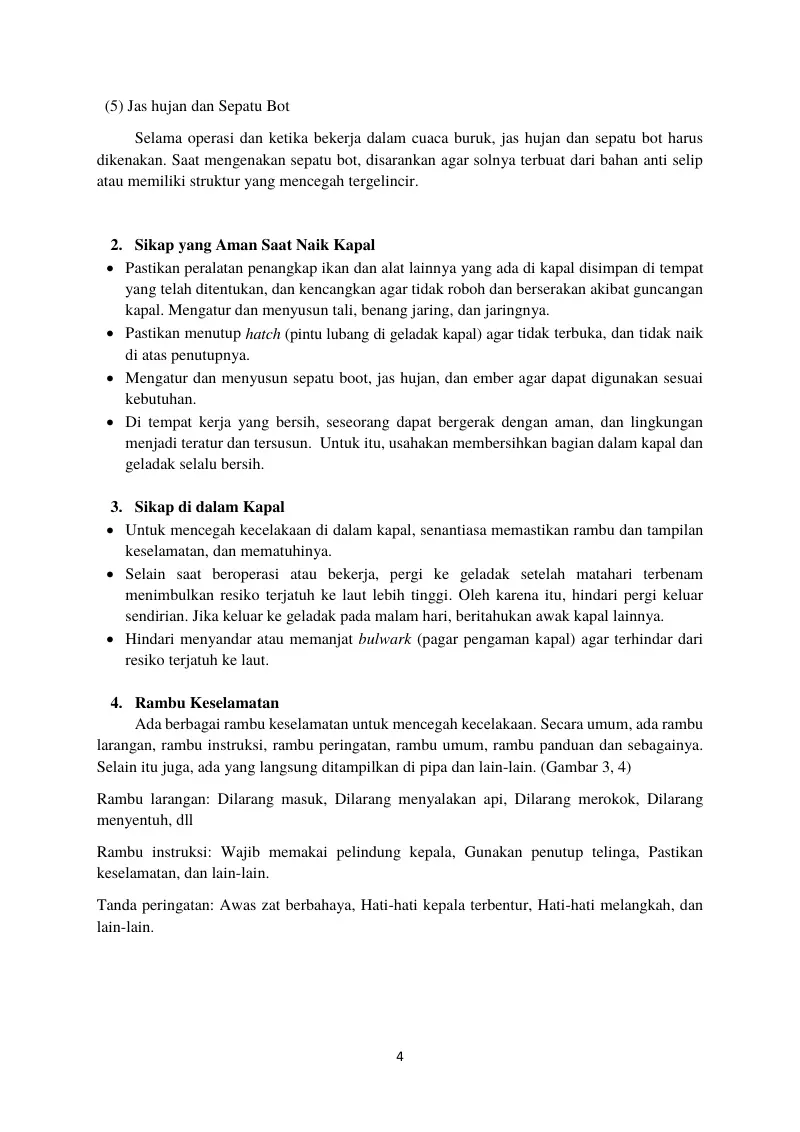 (5) Jas hujan dan Sepatu Bot
Selama operasi dan ketika bekerja dalam cuaca buruk, jas hujan dan sepatu bot harus
dikenakan. Saat mengenakan sepatu bot, disarankan agar solnya terbuat dari bahan anti selip
atau memiliki struktur yang mencegah tergelincir.
2. Sikap yang Aman Saat Naik Kapal
• Pastikan peralatan penangkap ikan dan alat lainnya yang ada di kapal disimpan di tempat
yang telah ditentukan, dan kencangkan agar tidak roboh dan berserakan akibat guncangan
kapal. Mengatur dan menyusun tali, benang jaring, dan jaringnya.
• Pastikan menutup hatch (pintu lubang di geladak kapal) agar tidak terbuka, dan tidak naik
di atas penutupnya.
• Mengatur dan menyusun sepatu boot, jas hujan, dan ember agar dapat digunakan sesuai
kebutuhan.
• Di tempat kerja yang bersih, seseorang dapat bergerak dengan aman, dan lingkungan
menjadi teratur dan tersusun. Untuk itu, usahakan membersihkan bagian dalam kapal dan
geladak selalu bersih.
3. Sikap di dalam Kapal
• Untuk mencegah kecelakaan di dalam kapal, senantiasa memastikan rambu dan tampilan
keselamatan, dan mematuhinya.
• Selain saat beroperasi atau bekerja, pergi ke geladak setelah matahari terbenam
menimbulkan resiko terjatuh ke laut lebih tinggi. Oleh karena itu, hindari pergi keluar
sendirian. Jika keluar ke geladak pada malam hari, beritahukan awak kapal lainnya.
• Hindari menyandar atau memanjat bulwark (pagar pengaman kapal) agar terhindar dari
resiko terjatuh ke laut.
4. Rambu Keselamatan
Ada berbagai rambu keselamatan untuk mencegah kecelakaan. Secara umum, ada rambu
larangan, rambu instruksi, rambu peringatan, rambu umum, rambu panduan dan sebagainya.
Selain itu juga, ada yang langsung ditampilkan di pipa dan lain-lain. (Gambar 3, 4)
Rambu larangan: Dilarang masuk, Dilarang menyalakan api, Dilarang merokok, Dilarang
menyentuh, dll
Rambu instruksi: Wajib memakai pelindung kepala, Gunakan penutup telinga, Pastikan
keselamatan, dan lain-lain.
Tanda peringatan: Awas zat berbahaya, Hati-hati kepala terbentur, Hati-hati melangkah, dan
lain-lain.
4